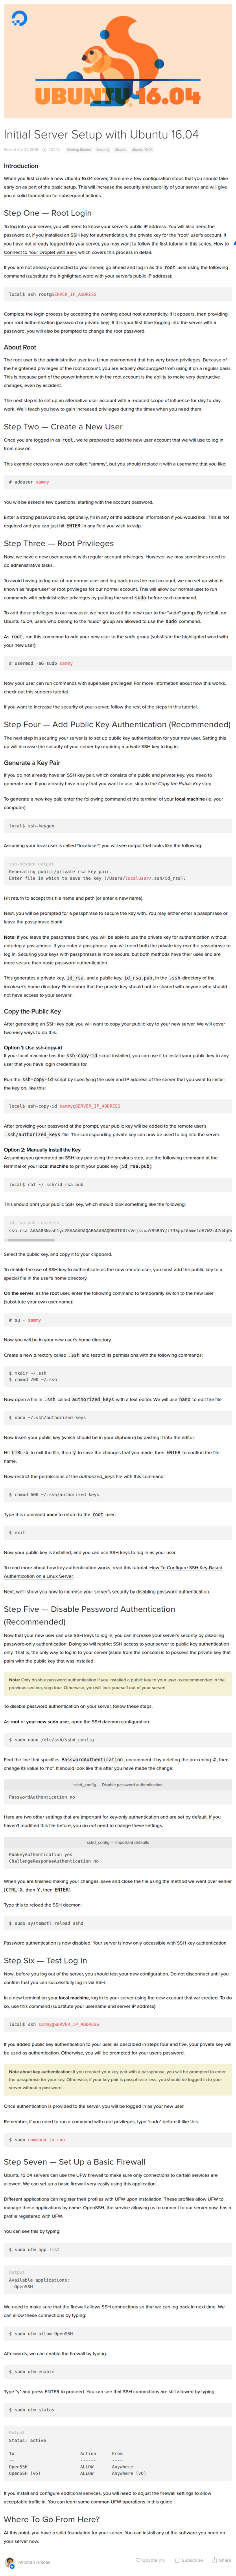 UBUNTU 16.04
Initial Server Setup with Ubuntu 16.04
Getting Started Security Ubuntu Ubuntu 16.04
Introduction
When you first create a new Ubuntu 16.04 server, there are a few configuration steps that you should take
early on as part of the basic setup. This will increase the security and usability of your server and will give
you a solid foundation for subsequent actions.
Step One — Root Login
To log into your server, you will need to know your server's public IP address. You will also need the
password or, if you installed an SSH key for authentication, the private key for the "root" user's account. If
you have not already logged into your server, you may want to follow the first tutorial in this series, How to
Connect to Your Droplet with SSH, which covers this process in detail.
If you are not already connected to your server, go ahead and log in as the root user using the following
command (substitute the highlighted word with your server's public IP address):
local$ ssh root@SERVER_IP_ADDRESS
Complete the login process by accepting the warning about host authenticity, if it appears, then providing
your root authentication (password or private key). If it is your first time logging into the server with a
password, you will also be prompted to change the root password.
About Root
The root user is the administrative user in a Linux environment that has very broad privileges. Because of
the heightened privileges of the root account, you are actually discouraged from using it on a regular basis.
This is because part of the power inherent with the root account is the ability to make very destructive
changes, even by accident.
The next step is to set up an alternative user account with a reduced scope of influence for day-to-day
work. We'll teach you how to gain increased privileges during the times when you need them.
Step Two — Create a New User
Once you are logged in as root, we're prepared to add the new user account that we will use to log in
from now on.
This example creates a new user called "sammy", but you should replace it with a username that you like:
# adduser sammy
You will be asked a few questions, starting with the account password.
Enter a strong password and, optionally, fill in any of the additional information if you would like. This is not
required and you can just hit ENTER in any field you wish to skip.
Step Three — Root Privileges
Now, we have a new user account with regular account privileges. However, we may sometimes need to
do administrative tasks.
To avoid having to log out of our normal user and log back in as the root account, we can set up what is
known as "superuser" or root privileges for our normal account. This will allow our normal user to run
commands with administrative privileges by putting the word sudo before each command.
To add these privileges to our new user, we need to add the new user to the "sudo" group. By default, on
Ubuntu 16.04, users who belong to the "sudo" group are allowed to use the sudo command.
As root, run this command to add your new user to the sudo group (substitute the highlighted word with
your new user):
# usermod -aG sudo sammy
Now your user can run commands with superuser privileges! For more information about how this works,
check out this sudoers tutorial.
If you want to increase the security of your server, follow the rest of the steps in this tutorial.
Step Four — Add Public Key Authentication (Recommended)
The next step in securing your server is to set up public key authentication for your new user. Setting this
up will increase the security of your server by requiring a private SSH key to log in.
Generate a Key Pair
If you do not already have an SSH key pair, which consists of a public and private key, you need to
generate one. If you already have a key that you want to use, skip to the Copy the Public Key step.
To generate a new key pair, enter the following command at the terminal of your local machine (ie. your
computer):
local$ ssh-keygen
Assuming your local user is called "localuser", you will see output that looks like the following:
ssh-keygen output
Generating public/private rsa key pair.
Enter file in which to save the key (/Users/localuser/.ssh/id_rsa):
Hit return to accept this file name and path (or enter a new name).
Next, you will be prompted for a passphrase to secure the key with. You may either enter a passphrase or
leave the passphrase blank.
Note: If you leave the passphrase blank, you will be able to use the private key for authentication without
entering a passphrase. If you enter a passphrase, you will need both the private key and the passphrase to
log in. Securing your keys with passphrases is more secure, but both methods have their uses and are
more secure than basic password authentication.
This generates a private key, id_rsa, and a public key, id_rsa.pub, in the .ssh directory of the
localuser's home directory. Remember that the private key should not be shared with anyone who should
not have access to your servers!
Copy the Public Key
After generating an SSH key pair, you will want to copy your public key to your new server. We will cover
two easy ways to do this.
Option 1: Use ssh-copy-id
If your local machine has the ssh-copy-id script installed, you can use it to install your public key to any
user that you have login credentials for.
Run the ssh-copy-id script by specifying the user and IP address of the server that you want to install
the key on, like this:
local$ ssh-copy-id sammy@SERVER_IP_ADDRESS
After providing your password at the prompt, your public key will be added to the remote user's
.ssh/authorized_keys file. The corresponding private key can now be used to log into the server.
Option 2: Manually Install the Key
Assuming you generated an SSH key pair using the previous step, use the following command at the
terminal of your local machine to print your public key (id_rsa.pub):
local$ cat ~/.ssh/id_rsa.pub
This should print your public SSH key, which should look something like the following:
id_rsa.pub contents
Select the public key, and copy it to your clipboard.
To enable the use of SSH key to authenticate as the new remote user, you must add the public key to a
special file in the user's home directory.
On the server, as the root user, enter the following command to temporarily switch to the new user
(substitute your own user name):
# su - sammy
Now you will be in your new user's home directory.
Create a new directory called .ssh and restrict its permissions with the following commands:
$ mkdir ~/.ssh
$ chmod 700 ~/.ssh
Now open a file in .ssh called authorized_keys with a text editor. We will use nano to edit the file:
$ nano ~/.ssh/authorized_keys
Now insert your public key (which should be in your clipboard) by pasting it into the editor.
Hit CTRL-x to exit the file, then y to save the changes that you made, then ENTER to confirm the file
name.
Now restrict the permissions of the authorized_keys file with this command:
$ chmod 600 ~/.ssh/authorized_keys
Type this command once to return to the root user:
$ exit
Now your public key is installed, and you can use SSH keys to log in as your user.
To read more about how key authentication works, read this tutorial: How To Configure SSH Key-Based
Authentication on a Linux Server.
Next, we'll show you how to increase your server's security by disabling password authentication.
Step Five — Disable Password Authentication
(Recommended)
Now that your new user can use SSH keys to log in, you can increase your server's security by disabling
password-only authentication. Doing so will restrict SSH access to your server to public key authentication
only. That is, the only way to log in to your server (aside from the console) is to possess the private key that
pairs with the public key that was installed.
Note: Only disable password authentication if you installed a public key to your user as recommended in the
previous section, step four. Otherwise, you will lock yourself out of your server!
To disable password authentication on your server, follow these steps.
As root or your new sudo user, open the SSH daemon configuration:
$ sudo nano /etc/ssh/sshd_config
Find the line that specifies PasswordAuthentication, uncomment it by deleting the preceding #, then
change its value to "no". It should look like this after you have made the change:
sshd_config — Disable password authentication
PasswordAuthentication no
Here are two other settings that are important for key-only authentication and are set by default. If you
haven't modified this file before, you do not need to change these settings:
sshd_config — Important defaults
PubkeyAuthentication yes
ChallengeResponseAuthentication no
When you are finished making your changes, save and close the file using the method we went over earlier
(CTRL-X, then Y, then ENTER).
Type this to reload the SSH daemon:
$ sudo systemctl reload sshd
Password authentication is now disabled. Your server is now only accessible with SSH key authentication.
Step Six — Test Log In
Now, before you log out of the server, you should test your new configuration. Do not disconnect until you
confirm that you can successfully log in via SSH.
In a new terminal on your local machine, log in to your server using the new account that we created. To do
so, use this command (substitute your username and server IP address):
local$ ssh sammy@SERVER_IP_ADDRESS
If you added public key authentication to your user, as described in steps four and five, your private key will
be used as authentication. Otherwise, you will be prompted for your user's password.
Note about key authentication: If you created your key pair with a passphrase, you will be prompted to enter
the passphrase for your key. Otherwise, if your key pair is passphrase-less, you should be logged in to your
server without a password.
Once authentication is provided to the server, you will be logged in as your new user.
Remember, if you need to run a command with root privileges, type "sudo" before it like this:
$ sudo command_to_run
Step Seven — Set Up a Basic Firewall
Ubuntu 16.04 servers can use the UFW firewall to make sure only connections to certain services are
allowed. We can set up a basic firewall very easily using this application.
Different applications can register their profiles with UFW upon installation. These profiles allow UFW to
manage these applications by name. OpenSSH, the service allowing us to connect to our server now, has a
profile registered with UFW.
You can see this by typing:
$ sudo ufw app list
Output
Available applications:
OpenSSH
We need to make sure that the firewall allows SSH connections so that we can log back in next time. We
can allow these connections by typing:
$ sudo ufw allow OpenSSH
Afterwards, we can enable the firewall by typing:
$ sudo ufw enable
Type "y" and press ENTER to proceed. You can see that SSH connections are still allowed by typing:
$ sudo ufw status
Output
Status: active
To Action From
-- ------ ----
OpenSSH ALLOW Anywhere
OpenSSH (v6) ALLOW Anywhere (v6)
If you install and configure additional services, you will need to adjust the firewall settings to allow
acceptable traffic in. You can learn some common UFW operations in this guide.
Where To Go From Here?
At this point, you have a solid foundation for your server. You can install any of the software you need on
your server now.
Mitchell Anicas
Upvote Subscribe Share